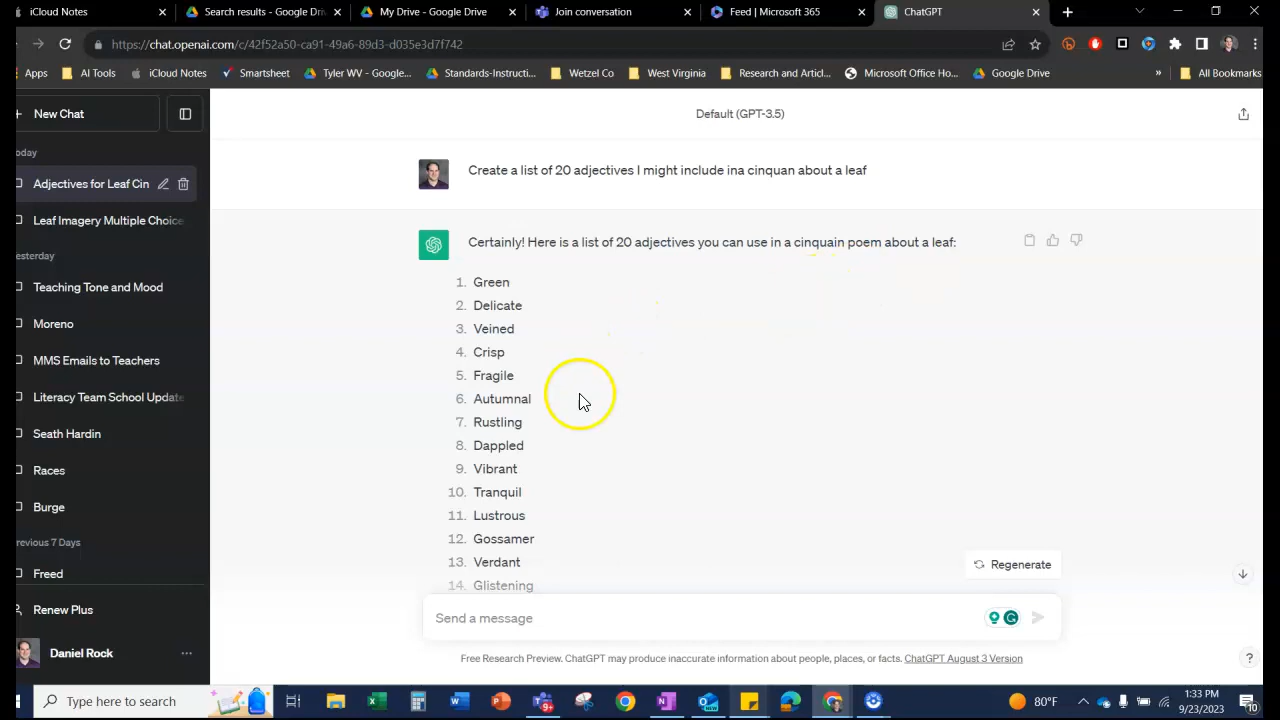 iCloud Notes
Search results - Google Driv
My Drive - Google Drive
Join conversation
Feed | Microsoft 365
ChatGPT
https://chat.openai.com/c/42f52a50-ca91-49a6-89d3-d035e3d7f742
Apps
AI Tools
iCloud Notes
Smartsheet
Tyler WV - Google...
Standards-Instructi...
Wetzel Co
West Virginia
Research and Articl...
Microsoft Office Ho...
Google Drive
»
All Bookmarks
New Chat
Default (GPT-3.5)
oday
Adjectives for Leaf Cin
Leaf Imagery Multiple Choice
esterday
Teaching Tone and Mood
Moreno
MMS Emails to Teachers
Literacy Team School Update
Seath Hardin
Races
Burge
revious 7 Days
Freed
Renew Plus
Daniel Rock
Create a list of 20 adjectives I might include ina cinquan about a leaf
Certainly! Here is a list of 20 adjectives you can use in a cinquain poem about a leaf:
1. Green
2. Delicate
3. Veined
4. Crisp
5. Fragile
6. Autumnal
7. Rustling
8. Dappled
9. Vibrant
10. Tranquil
11. Lustrous
12. Gossamer
13. Verdant
14. Glistening
Regenerate
Send a message
Free Research Preview. ChatGPT may produce inaccurate information about people, places, or facts. ChatGPT August 3 Version
?
Type here to search
80°F
1:33 PM
9/23/2023
10